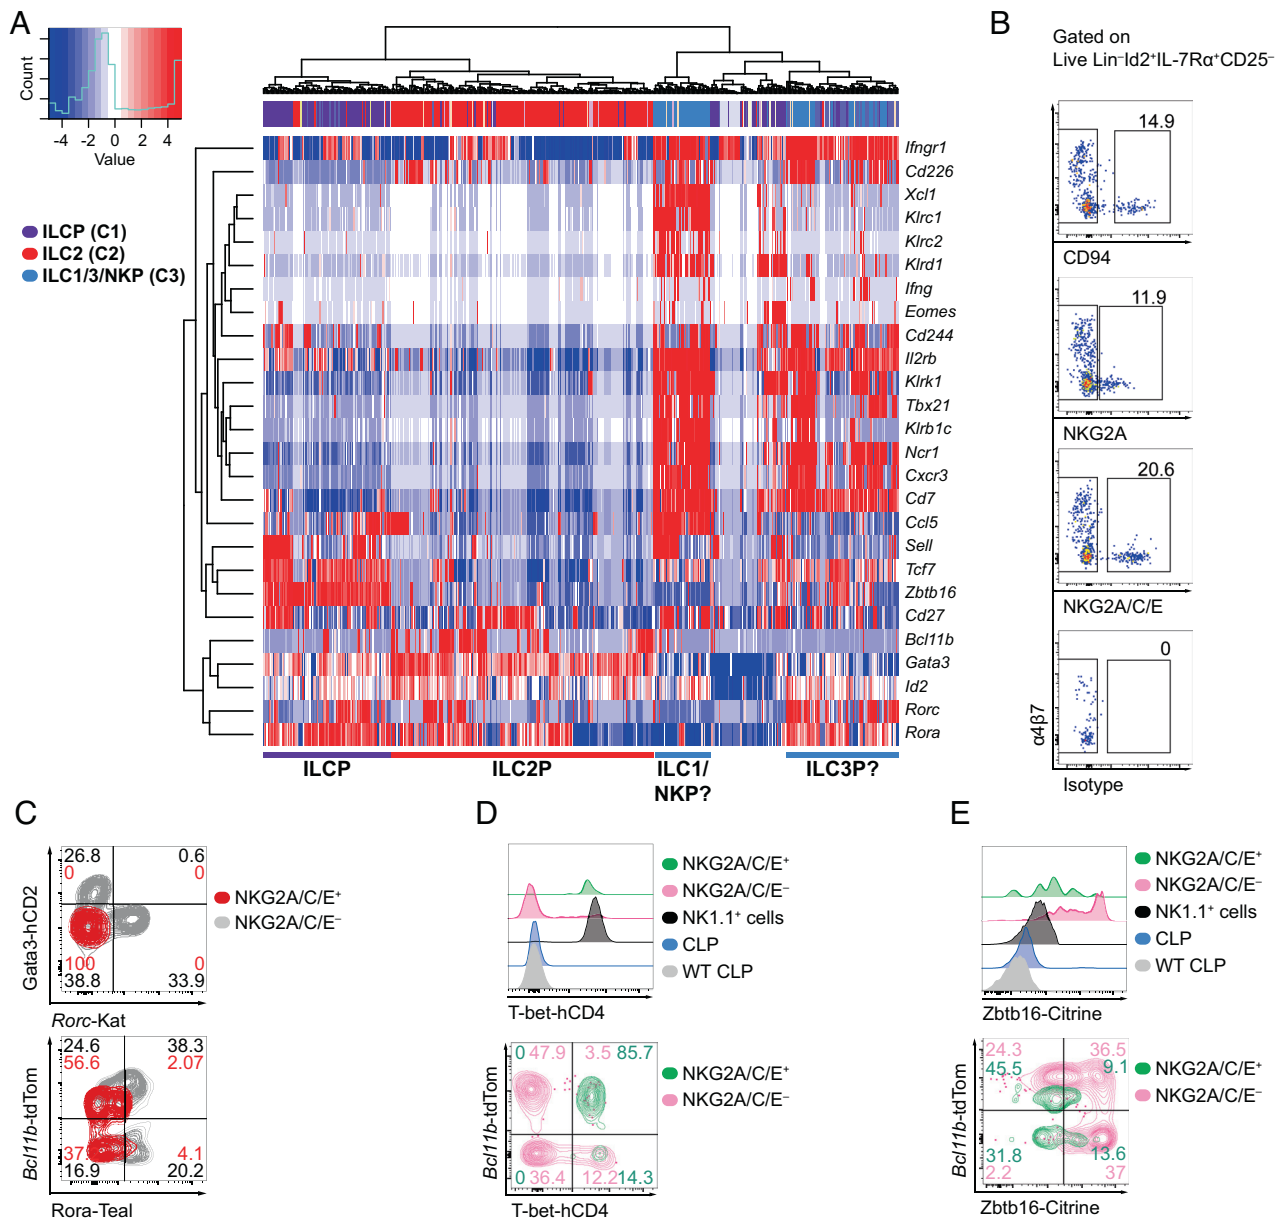 A
Count
-4 -2 0 2 4
Value
ILCP (C1)
ILC2 (C2)
ILC1/3/NKP (C3)
Ifngr1
Cd226
Xcl1
Klrc1
Klrc2
Klrd1
Ifng
Eomes
Cd244
Il2rb
Klrk1
Tbx21
Klrb1c
Ncr1
Cxcr3
Cd7
Ccl5
Sell
Tcf7
Zbtb16
Cd27
Bcl11b
Gata3
Id2
Rorc
Rora
ILCP
ILC2P
ILC1/
NKP?
ILC3P?
B
Gated on
Live Lin⁻Id2⁺IL-7Rα⁺CD25⁻
14.9
CD94
11.9
NKG2A
20.6
NKG2A/C/E
0
α4β7
Isotype
C
26.8 0.6
0 0
100 0
38.8 33.9
Gata3-hCD2
Rorc-Kat
NKG2A/C/E⁺
NKG2A/C/E⁻
24.6 38.3
56.6 2.07
4.1
16.9 20.2
Bcl11b-tdTom
Rora-Teal
D
NKG2A/C/E⁺
NKG2A/C/E⁻
NK1.1⁺ cells
CLP
WT CLP
T-bet-hCD4
0 47.9 3.5 85.7
0 36.4 12.2 14.3
NKG2A/C/E⁺
NKG2A/C/E⁻
Bcl11b-tdTom
T-bet-hCD4
E
NKG2A/C/E⁺
NKG2A/C/E⁻
NK1.1⁺ cells
CLP
WT CLP
Zbtb16-Citrine
24.3 36.5
45.5 9.1
31.8 13.6
2.2 37
NKG2A/C/E⁺
NKG2A/C/E⁻
Bcl11b-tdTom
Zbtb16-Citrine